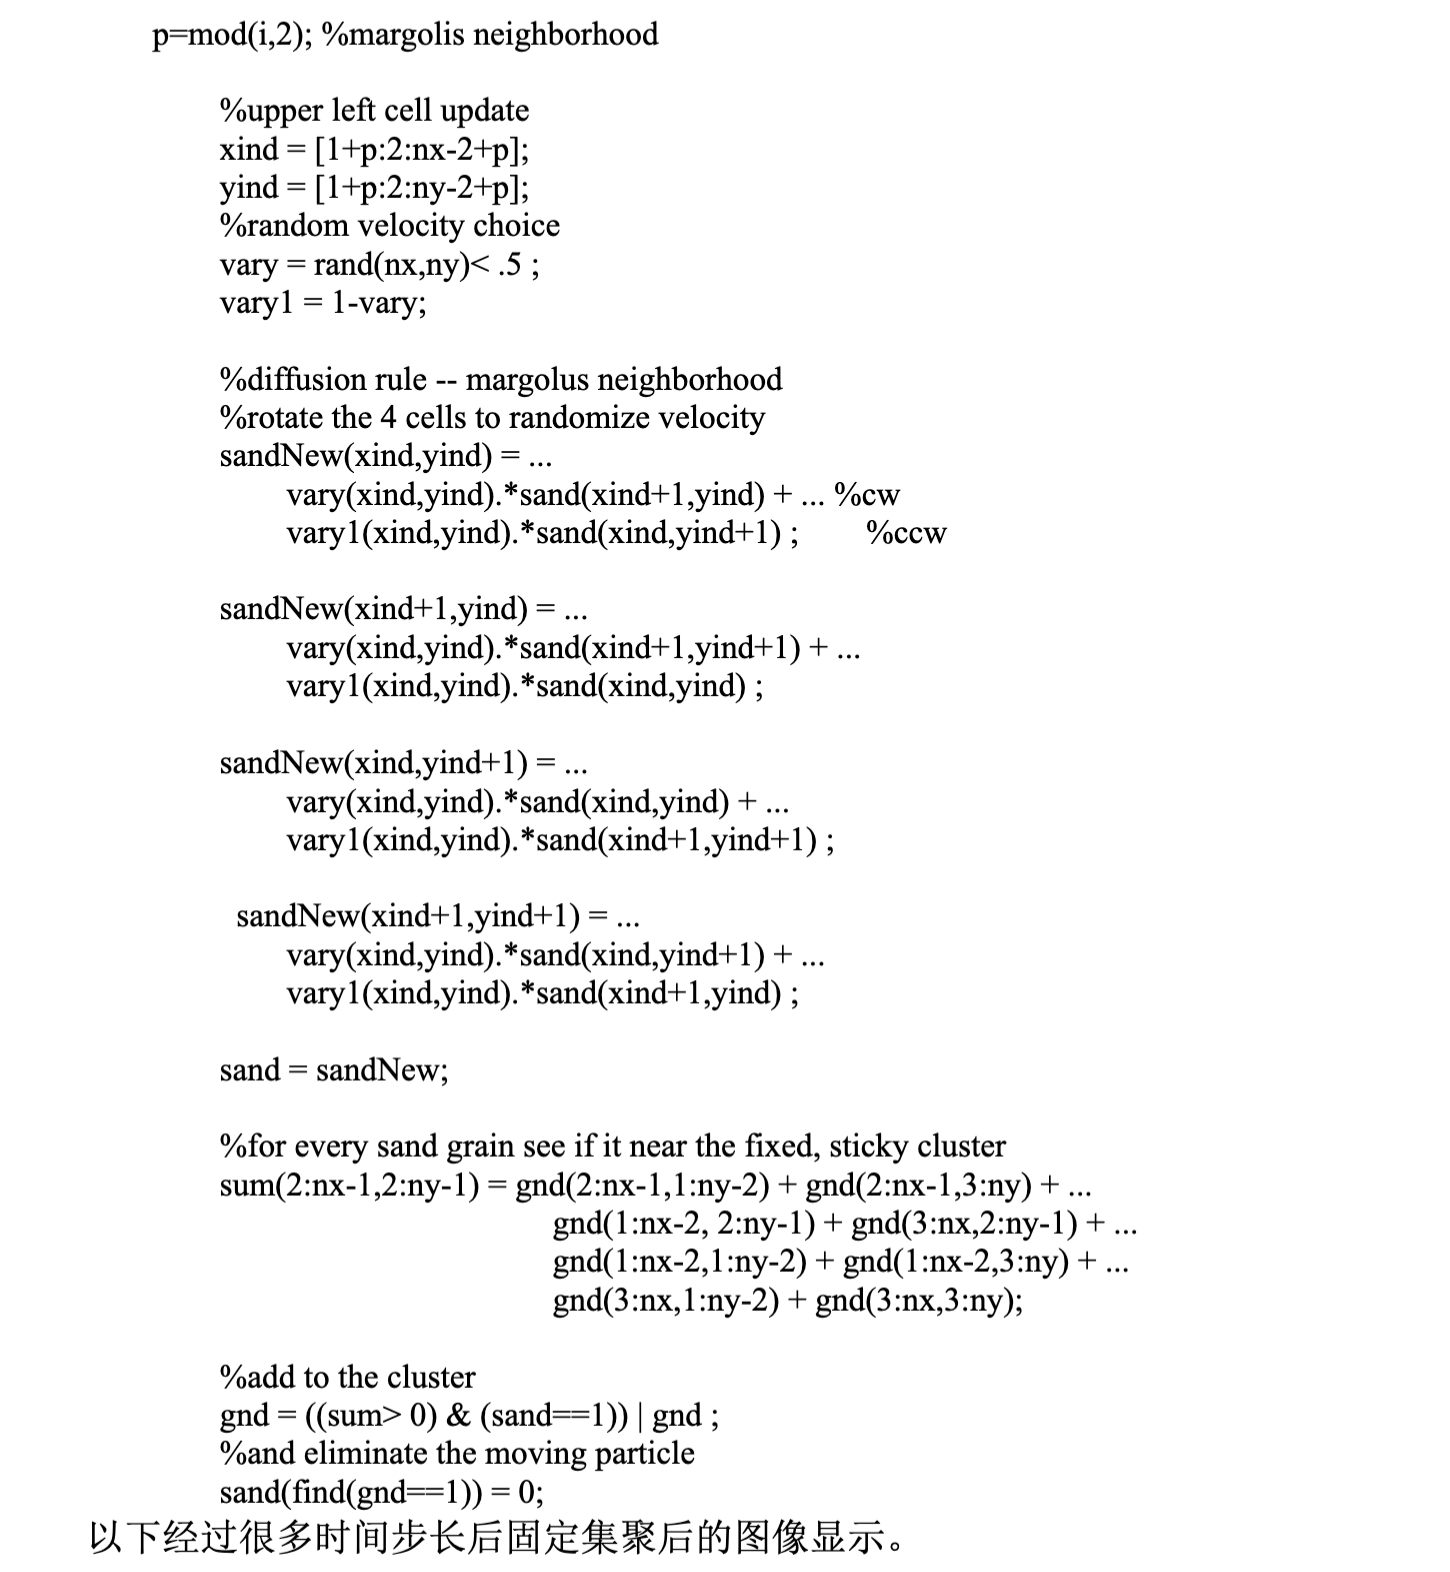 p=mod(i,2); %margolis neighborhood
%upper left cell update
xind = [1+p:2:nx-2+p];
yind = [1+p:2:ny-2+p];
%random velocity choice
vary = rand(nx,ny)< .5 ;
vary1 = 1-vary;
%diffusion rule -- margolus neighborhood
%rotate the 4 cells to randomize velocity
sandNew(xind,yind) = ...
vary(xind,yind).*sand(xind+1,yind) + ... %cw
vary1(xind,yind).*sand(xind,yind+1) ; %ccw
sandNew(xind+1,yind) = ...
vary(xind,yind).*sand(xind+1,yind+1) + ...
vary1(xind,yind).*sand(xind,yind) ;
sandNew(xind,yind+1) = ...
vary(xind,yind).*sand(xind,yind) + ...
vary1(xind,yind).*sand(xind+1,yind+1) ;
sandNew(xind+1,yind+1) = ...
vary(xind,yind).*sand(xind,yind+1) + ...
vary1(xind,yind).*sand(xind+1,yind) ;
sand = sandNew;
%for every sand grain see if it near the fixed, sticky cluster
sum(2:nx-1,2:ny-1) = gnd(2:nx-1,1:ny-2) + gnd(2:nx-1,3:ny) + ...
gnd(1:nx-2, 2:ny-1) + gnd(3:nx,2:ny-1) + ...
gnd(1:nx-2,1:ny-2) + gnd(1:nx-2,3:ny) + ...
gnd(3:nx,1:ny-2) + gnd(3:nx,3:ny);
%add to the cluster
gnd = ((sum> 0) & (sand==1)) | gnd ;
%and eliminate the moving particle
sand(find(gnd==1)) = 0;
以下经过很多时间步长后固定集聚后的图像显示。